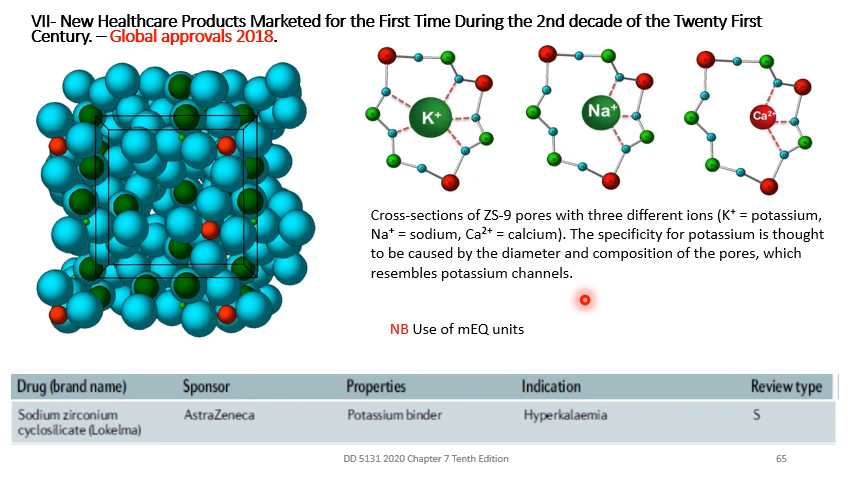 VII- New Healthcare Products Marketed for the First Time During the 2nd decade of the Twenty First
Century. – Global approvals 2018.
K⁺
Na⁺
Ca²⁺
Cross-sections of ZS-9 pores with three different ions (K⁺ = potassium,
Na⁺ = sodium, Ca²⁺ = calcium). The specificity for potassium is thought
to be caused by the diameter and composition of the pores, which
resembles potassium channels.
NB Use of mEQ units
Drug (brand name) Sponsor Properties Indication Review type
Sodium zirconium AstraZeneca Potassium binder Hyperkalaemia S
cyclosilicate (Lokelma)
DD 5131 2020 Chapter 7 Tenth Edition 65